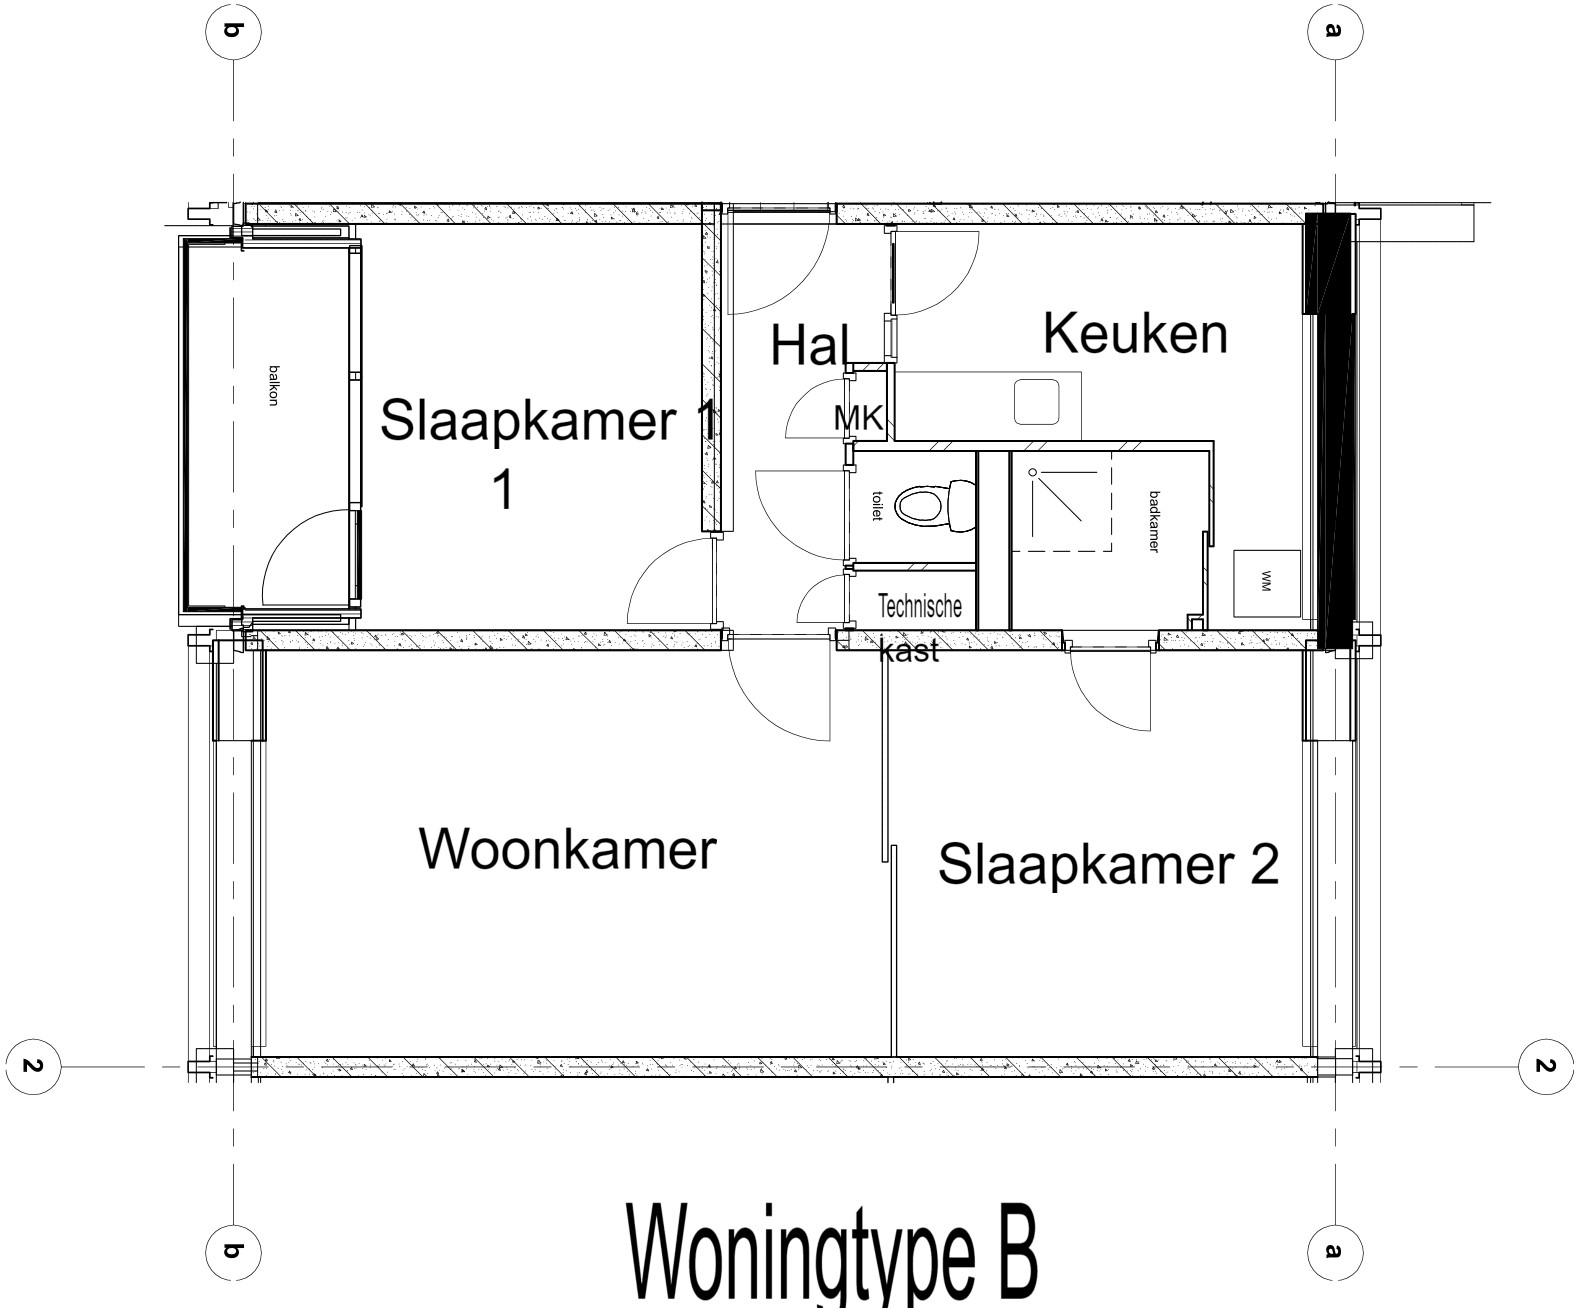 b
a
Hal
Keuken
balkon
Slaapkamer 1
1
MK
toilet
badkamer
WM
Technische
kast
Woonkamer
Slaapkamer 2
2
2
b
a
Woningtype B